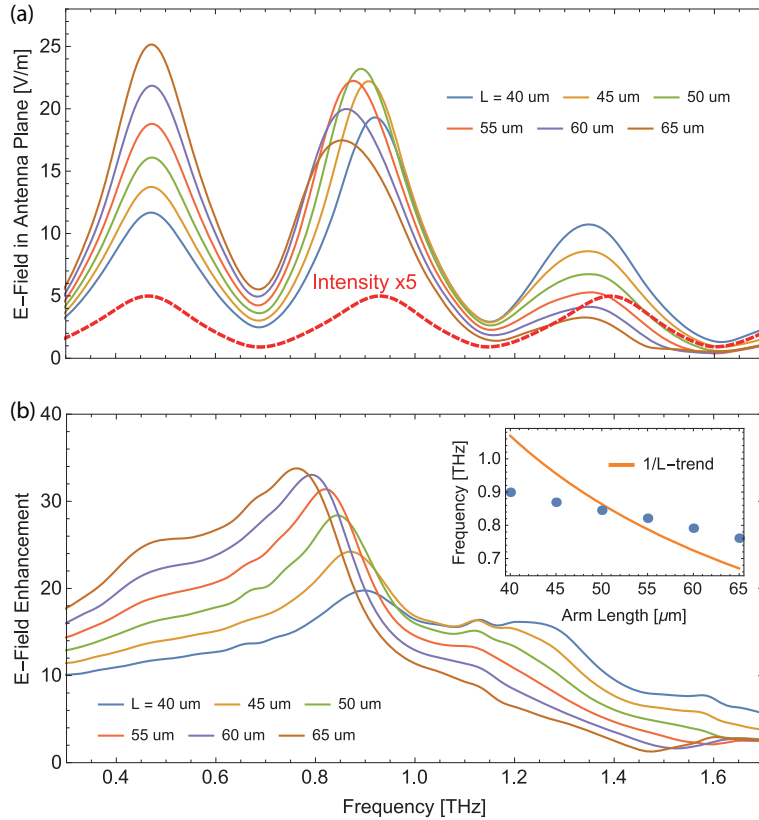 (a)
E-Field in Antenna Plane [V/m]
25
20
15
10
5
0
L = 40 um 45 um 50 um
55 um 60 um 65 um
Intensity x5
(b)
E-Field Enhancement
40
30
20
10
0
1/L-trend
Frequency [THz]
1.0
0.9
0.8
0.7
40 45 50 55 60 65
Arm Length [μm]
L = 40 um 45 um 50 um
55 um 60 um 65 um
0.4 0.6 0.8 1.0 1.2 1.4 1.6
Frequency [THz]